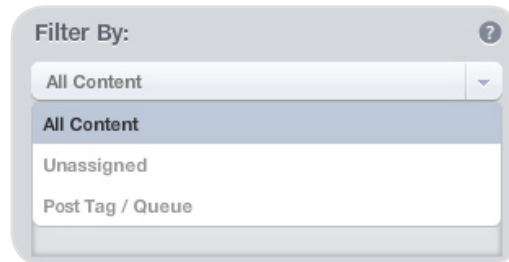 Filter By:
?
All Content
All Content
Unassigned
Post Tag / Queue